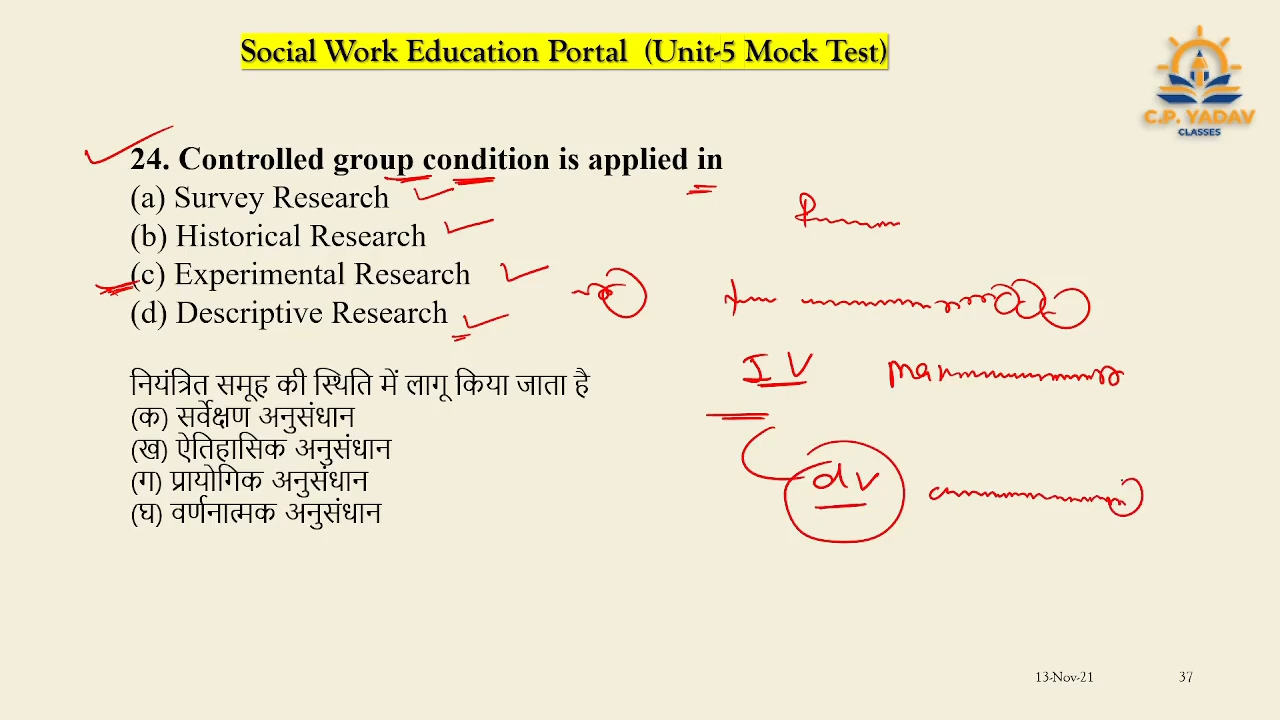 Social Work Education Portal (Unit-5 Mock Test)
C.P. YADAV
CLASSES
24. Controlled group condition is applied in
(a) Survey Research
(b) Historical Research
(c) Experimental Research
(d) Descriptive Research
नियंत्रित समूह की स्थिति में लागू किया जाता है
(क) सर्वेक्षण अनुसंधान
(ख) ऐतिहासिक अनुसंधान
(ग) प्रायोगिक अनुसंधान
(घ) वर्णनात्मक अनुसंधान
I V
dv
13-Nov-21
37